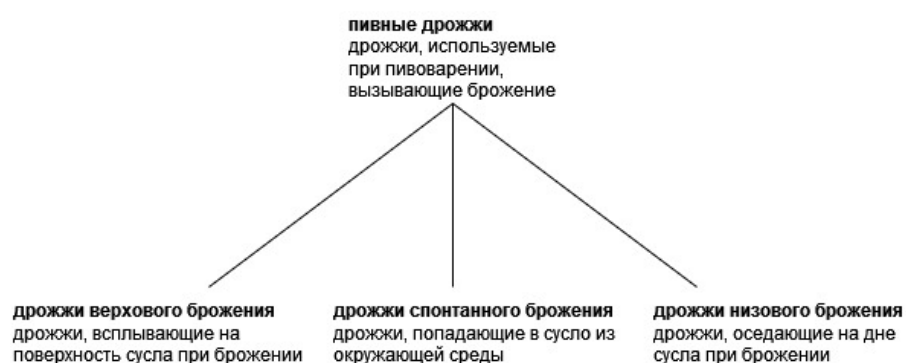 пивные дрожжи
дрожжи, используемые
при пивоварении,
вызывающие брожение
дрожжи верхового брожения
дрожжи, всплывающие на
поверхность сусла при брожении
дрожжи спонтанного брожения
дрожжи, попадающие в сусло из
окружающей среды
дрожжи низового брожения
дрожжи, оседающие на дне
сусла при брожении